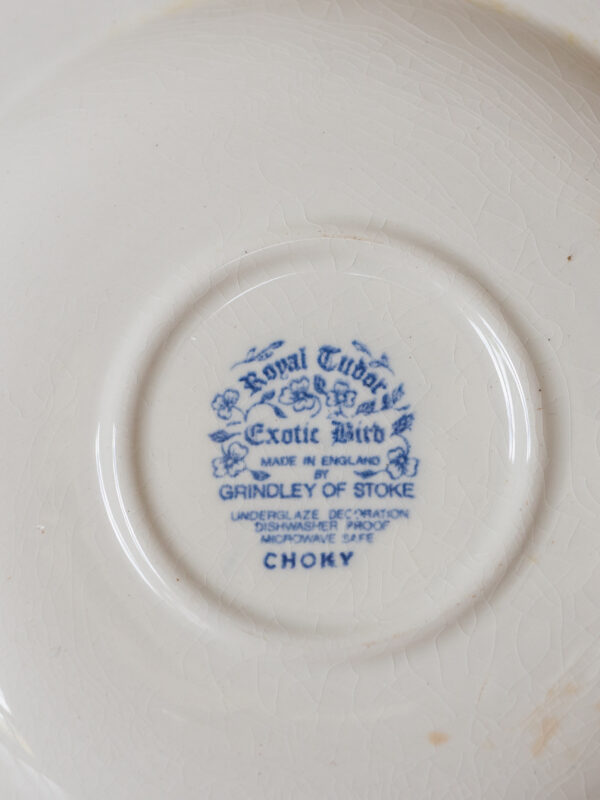 Royal Tudor
Exotic Bird
MADE IN ENGLAND
BY
GRINDLEY OF STOKE
UNDERGLAZE DECORATION
DISHWASHER PROOF
MICROWAVE SAFE
CHOKY